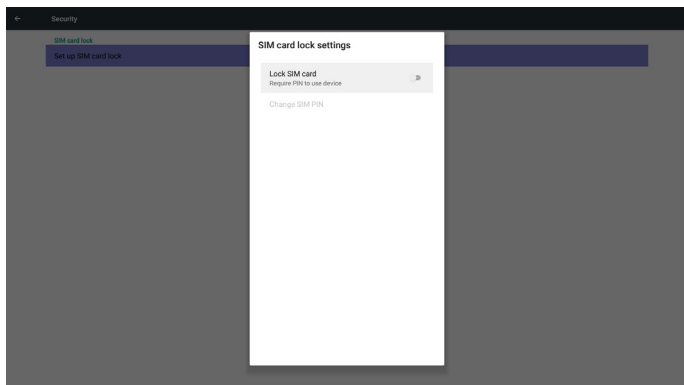 Security
SIM card lock
Set up SIM card lock
SIM card lock settings
Lock SIM card
Require PIN to use device
Change SIM PIN